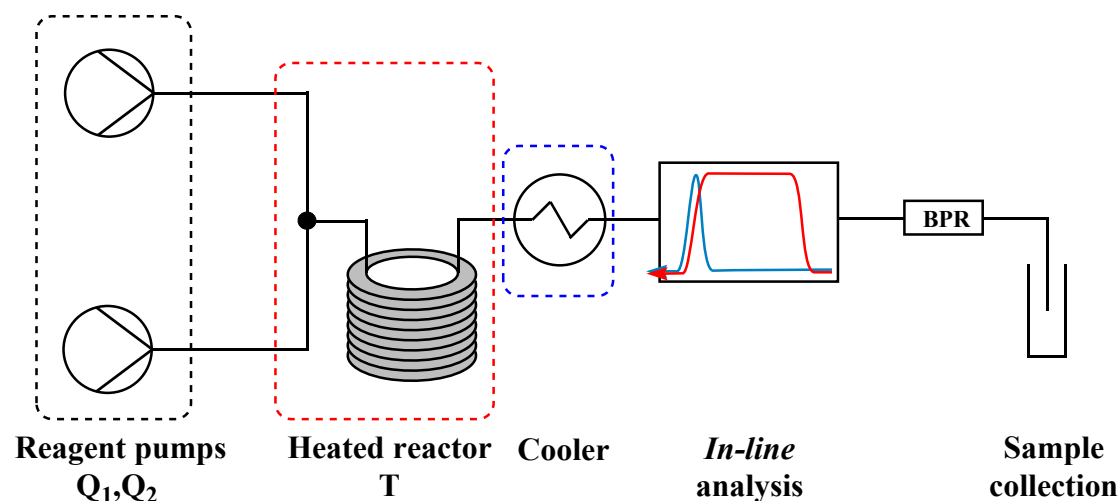 BPR
Reagent pumps
Q₁,Q₂
Heated reactor
T
Cooler
In-line
analysis
Sample
collection